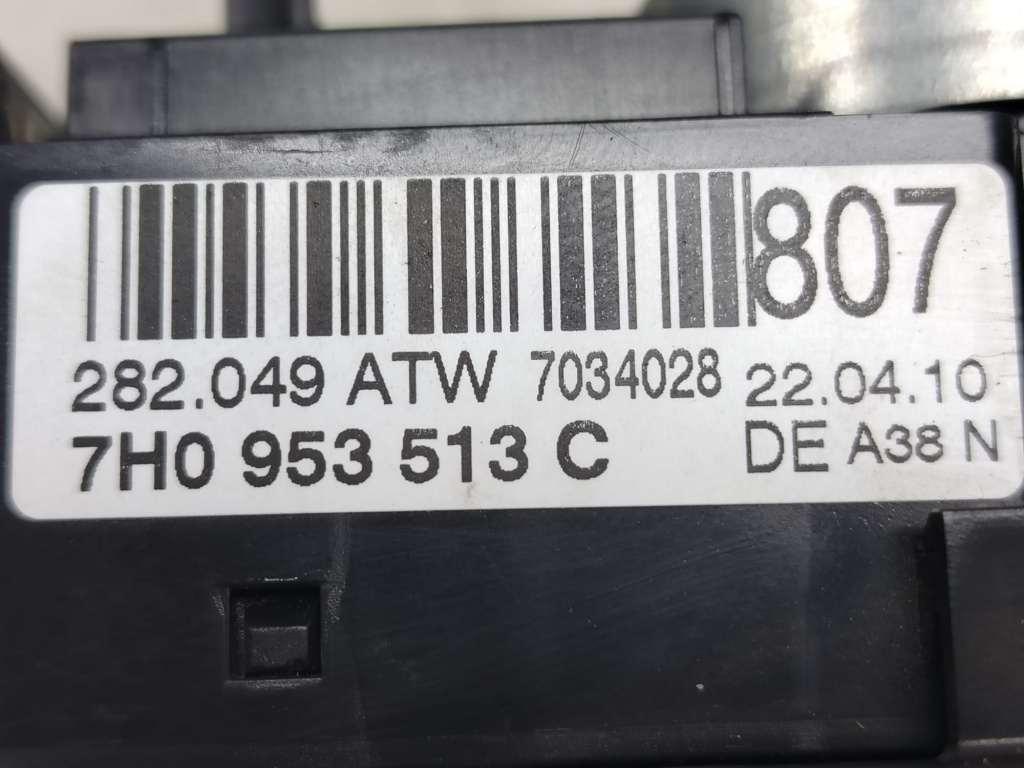 807
282.049 ATW 7034028 22.04.10
7H0 953 513 C DE A38 N